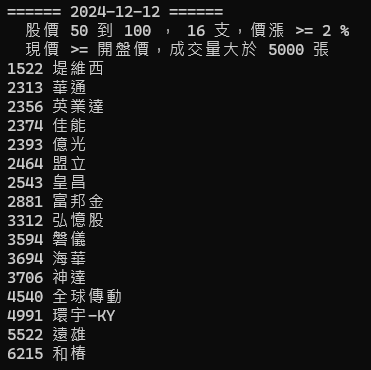 ====== 2024-12-12 ======
股價 50 到 100 , 16 支，價漲 >= 2 %
現價 >= 開盤價，成交量大於 5000 張
1522 堤維西
2313 華通
2356 英業達
2374 佳能
2393 億光
2464 盟立
2543 皇昌
2881 富邦金
3312 弘憶股
3594 磐儀
3694 海華
3706 神達
4540 全球傳動
4991 環宇-KY
5522 遠雄
6215 和椿